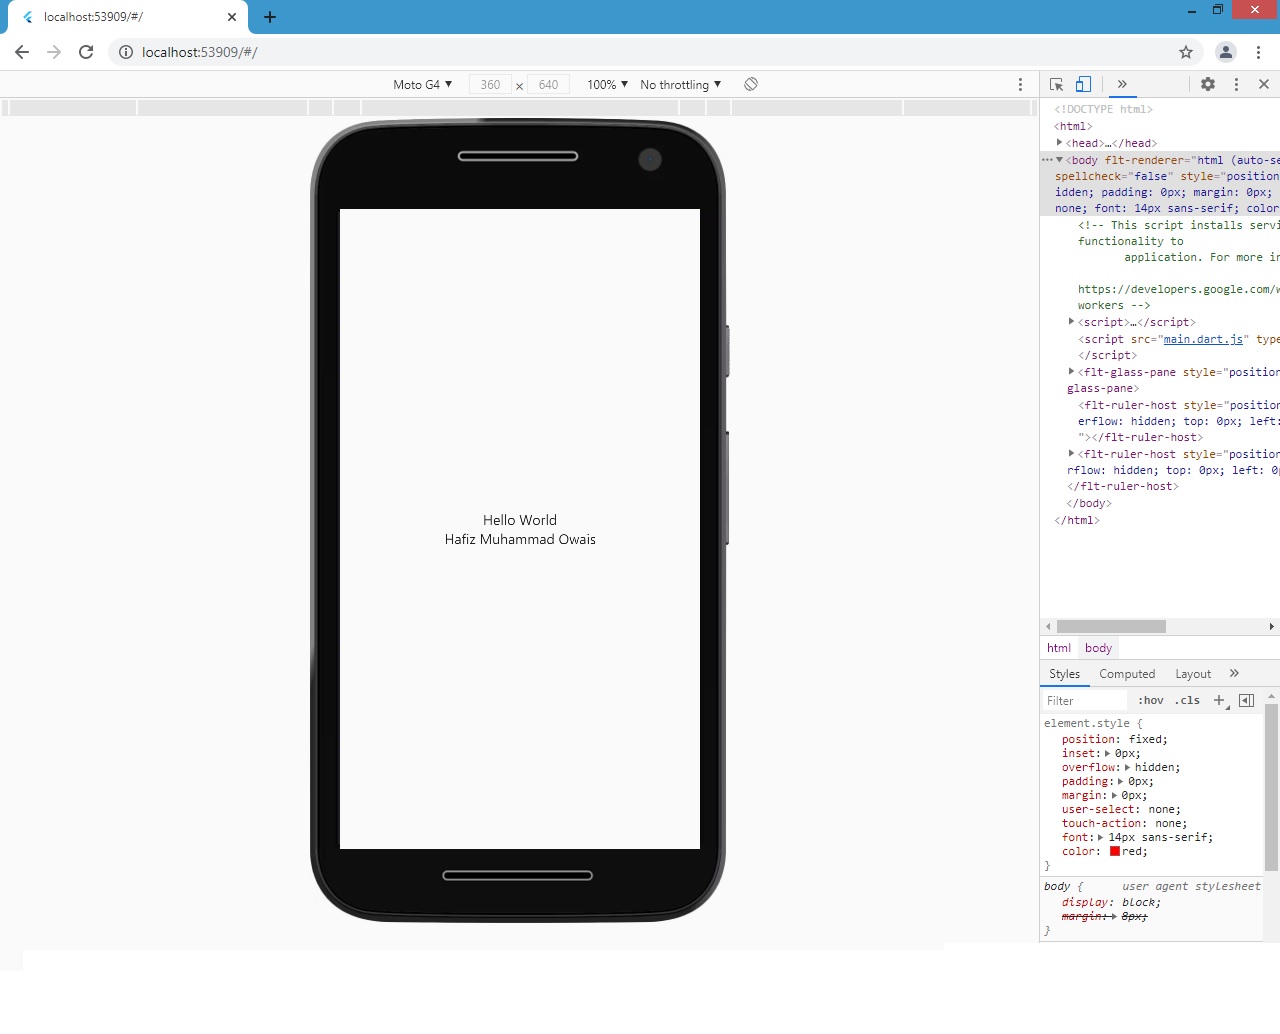 localhost:53909/#/
localhost:53909/#/
Moto G4 360 × 640 100% No throttling
<!DOCTYPE html>
<html>
<head>…</head>
<body flt-renderer="html (auto-se
spellcheck="false" style="position
idden; padding: 0px; margin: 0px;
none; font: 14px sans-serif; color
<!-- This script installs servi
functionality to
application. For more in
https://developers.google.com/w
workers -->
<script>…</script>
<script src="main.dart.js" type
</script>
<flt-glass-pane style="position
glass-pane>
<flt-ruler-host style="position
erflow: hidden; top: 0px; left:
"></flt-ruler-host>
<flt-ruler-host style="position
rflow: hidden; top: 0px; left: 0p
</flt-ruler-host>
</body>
</html>
Hello World
Hafiz Muhammad Owais
html body
Styles Computed Layout
Filter :hov .cls
element.style {
position: fixed;
inset: 0px;
overflow: hidden;
padding: 0px;
margin: 0px;
user-select: none;
touch-action: none;
font: 14px sans-serif;
color: red;
}
body { user agent stylesheet
display: block;
margin: 8px;
}